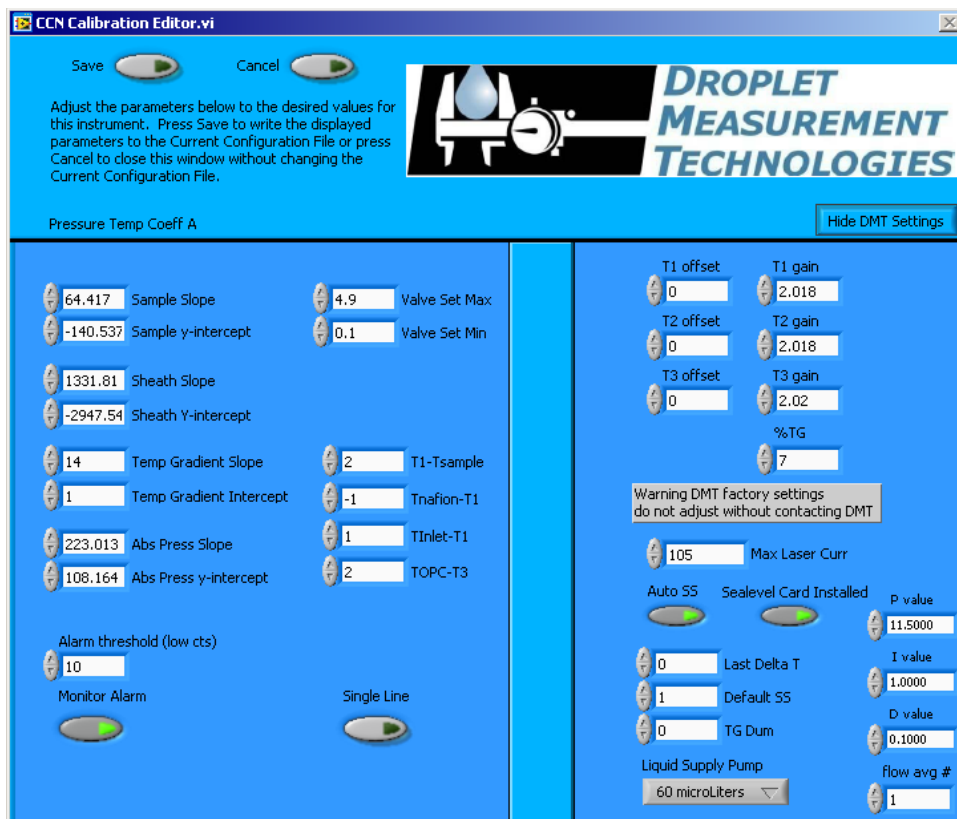 CCN Calibration Editor.vi
Save
Cancel
Adjust the parameters below to the desired values for
this instrument. Press Save to write the displayed
parameters to the Current Configuration File or press
Cancel to close this window without changing the
Current Configuration File.
DROPLET
MEASUREMENT
TECHNOLOGIES
Pressure Temp Coeff A
Hide DMT Settings
64.417 Sample Slope
-140.537 Sample y-intercept
1331.81 Sheath Slope
-2947.54 Sheath Y-intercept
14 Temp Gradient Slope
1 Temp Gradient Intercept
223.013 Abs Press Slope
108.164 Abs Press y-intercept
4.9 Valve Set Max
0.1 Valve Set Min
2 T1-Tsample
-1 Tnafion-T1
1 TInlet-T1
2 TOPC-T3
Alarm threshold (low cts)
10
Monitor Alarm
Single Line
T1 offset T1 gain
0 2.018
T2 offset T2 gain
0 2.018
T3 offset T3 gain
0 2.02
%TG
7
Warning DMT factory settings
do not adjust without contacting DMT
105 Max Laser Curr
Auto SS Sealevel Card Installed
0 Last Delta T
1 Default SS
0 TG Dum
Liquid Supply Pump
60 microLiters
P value
11.5000
I value
1.0000
D value
0.1000
flow avg #
1